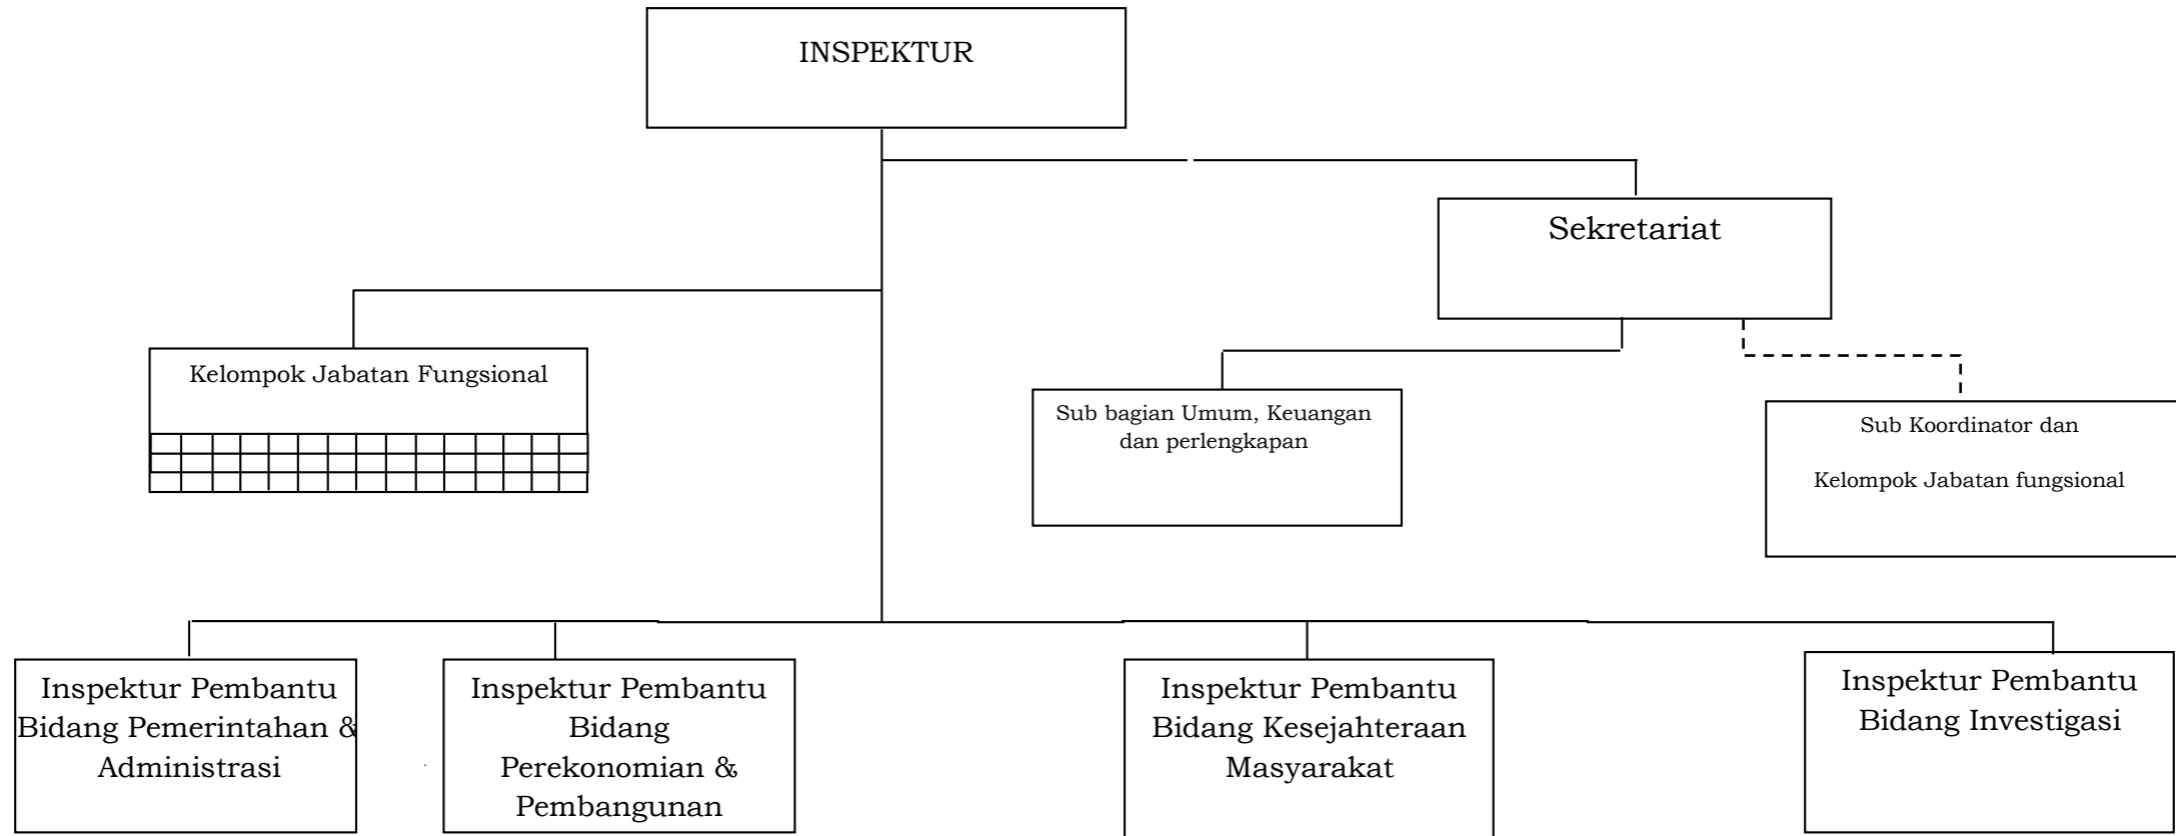 INSPEKTUR
Sekretariat
Kelompok Jabatan Fungsional
Sub bagian Umum, Keuangan
dan perlengkapan
Sub Koordinator dan
Kelompok Jabatan fungsional
Inspektur Pembantu
Bidang Pemerintahan &
Administrasi
Inspektur Pembantu
Bidang
Perekonomian &
Pembangunan
Inspektur Pembantu
Bidang Kesejahteraan
Masyarakat
Inspektur Pembantu
Bidang Investigasi